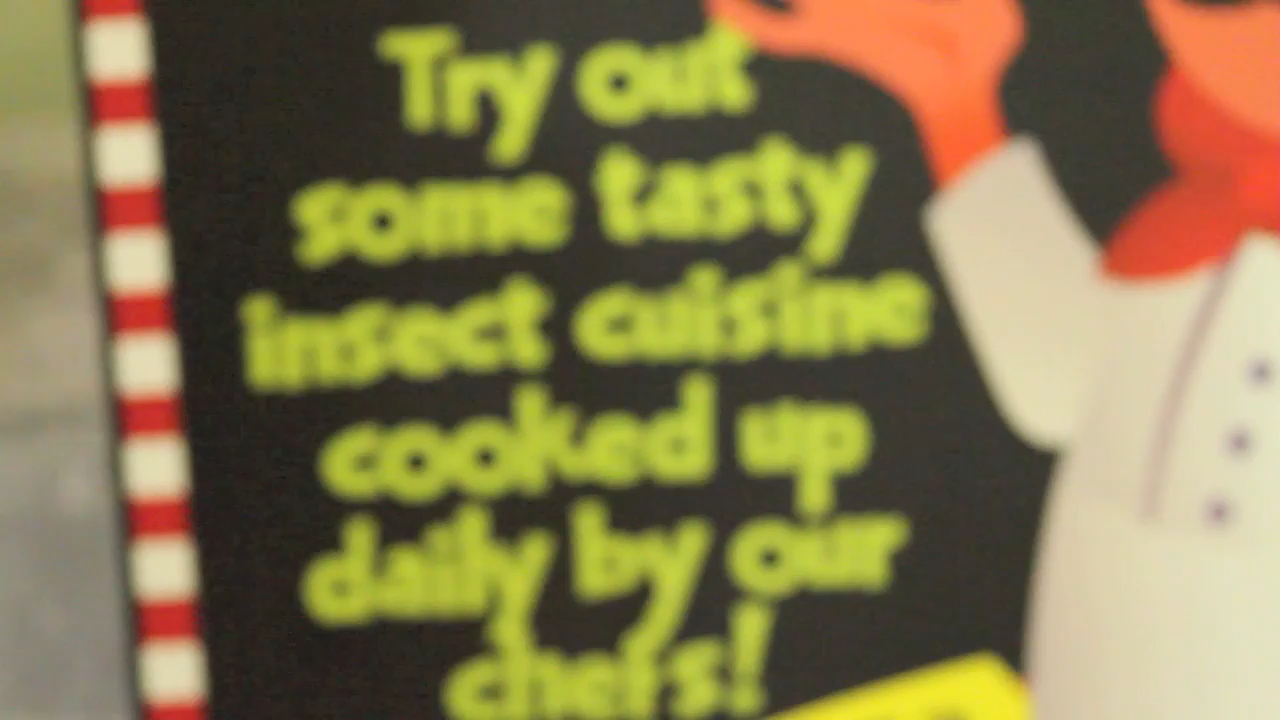 Try out
some tasty
insect cuisine
cooked up
daily by our
chefs!